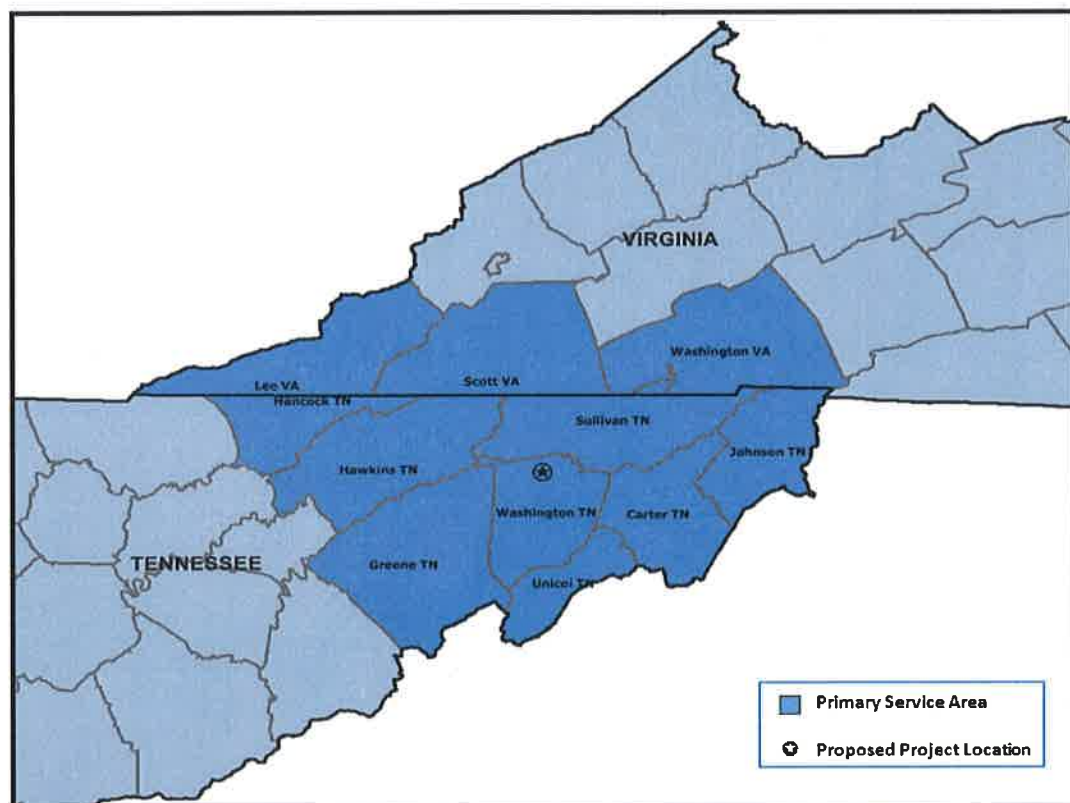 VIRGINIA
Washington VA
Scott VA
Lee VA
Hancock TN
Sullivan TN
Johnson TN
Hawkins TN
Washington TN
Carter TN
TENNESSEE
Greene TN
Unicoi TN
Primary Service Area
Proposed Project Location